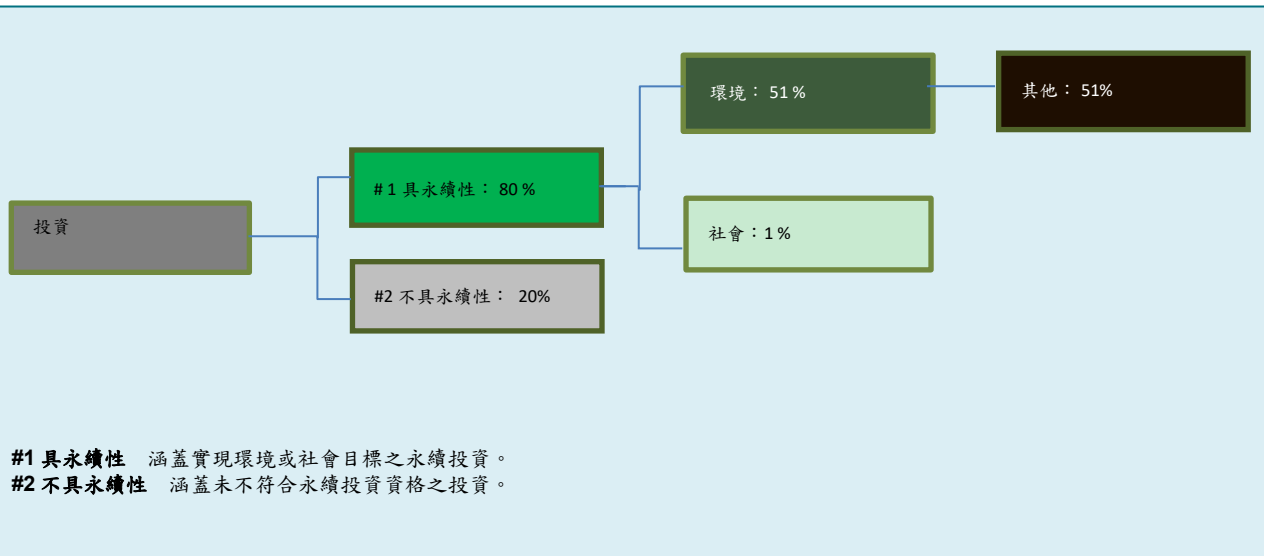 投資
#1 具永續性： 80 %
#2 不具永續性： 20%
環境： 51 %
社會：1 %
其他： 51%
#1 具永續性 涵蓋實現環境或社會目標之永續投資。
#2 不具永續性 涵蓋未不符合永續投資資格之投資。